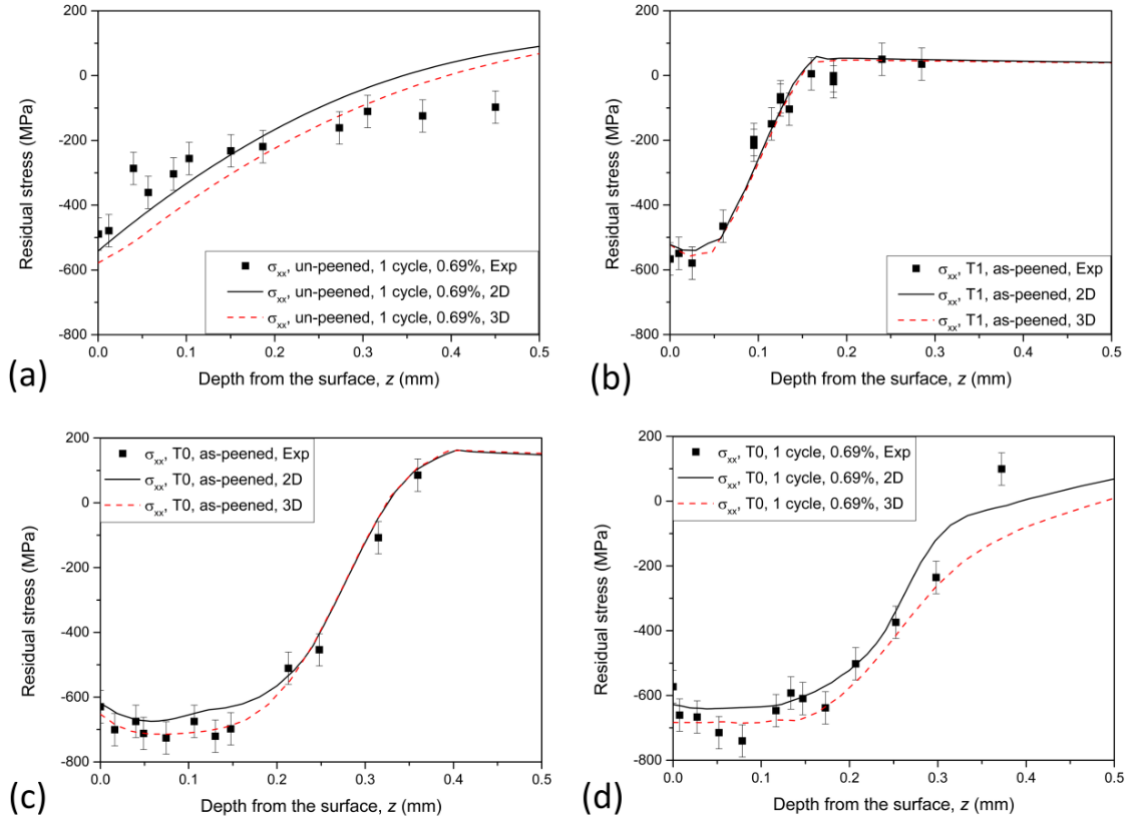 200
0
-200
-400
-600
-800
Residual stress (MPa)
σxx, un-peened, 1 cycle, 0.69%, Exp
σxx, un-peened, 1 cycle, 0.69%, 2D
σxx, un-peened, 1 cycle, 0.69%, 3D
0.0 0.1 0.2 0.3 0.4 0.5
Depth from the surface, z (mm)
(a)
200
0
-200
-400
-600
-800
Residual stress (MPa)
σxx, T1, as-peened, Exp
σxx, T1, as-peened, 2D
σxx, T1, as-peened, 3D
0.0 0.1 0.2 0.3 0.4 0.5
Depth from the surface, z (mm)
(b)
200
0
-200
-400
-600
-800
Residual stress (MPa)
σxx, T0, as-peened, Exp
σxx, T0, as-peened, 2D
σxx, T0, as-peened, 3D
0.0 0.1 0.2 0.3 0.4 0.5
Depth from the surface, z (mm)
(c)
200
0
-200
-400
-600
-800
Residual stress (MPa)
σxx, T0, 1 cycle, 0.69% Exp
σxx, T0, 1 cycle, 0.69% 2D
σxx, T0, 1 cycle, 0.69% 3D
0.0 0.1 0.2 0.3 0.4 0.5
Depth from the surface, z (mm)
(d)